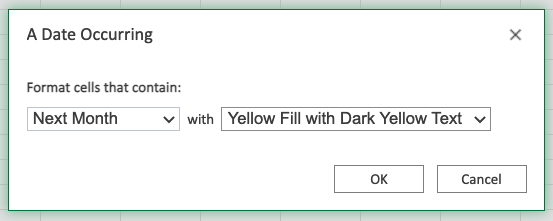 A Date Occurring
Format cells that contain:
Next Month with Yellow Fill with Dark Yellow Text
OK Cancel